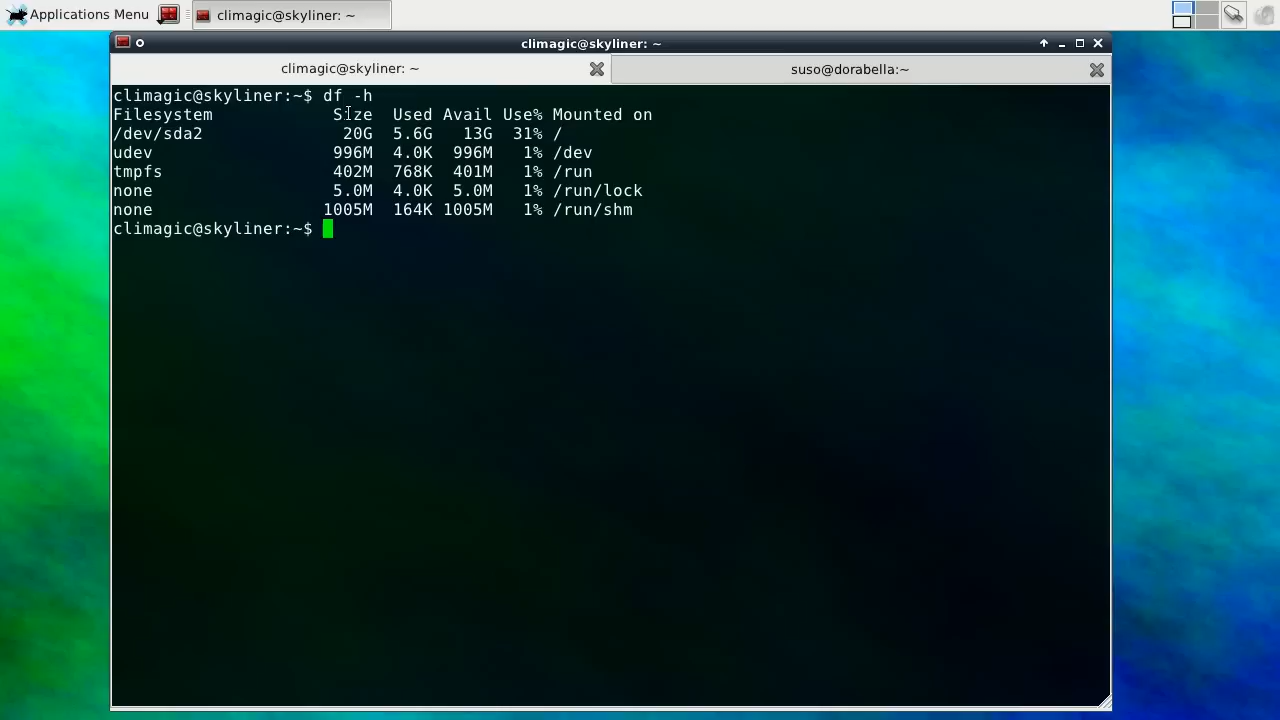 Applications Menu
climagic@skyliner: ~
climagic@skyliner: ~
climagic@skyliner: ~
suso@dorabella:~
climagic@skyliner:~$ df -h
Filesystem            Size  Used Avail Use% Mounted on
/dev/sda2              20G  5.6G   13G  31% /
udev                  996M  4.0K  996M   1% /dev
tmpfs                 402M  768K  401M   1% /run
none                  5.0M  4.0K  5.0M   1% /run/lock
none                 1005M  164K 1005M   1% /run/shm
climagic@skyliner:~$